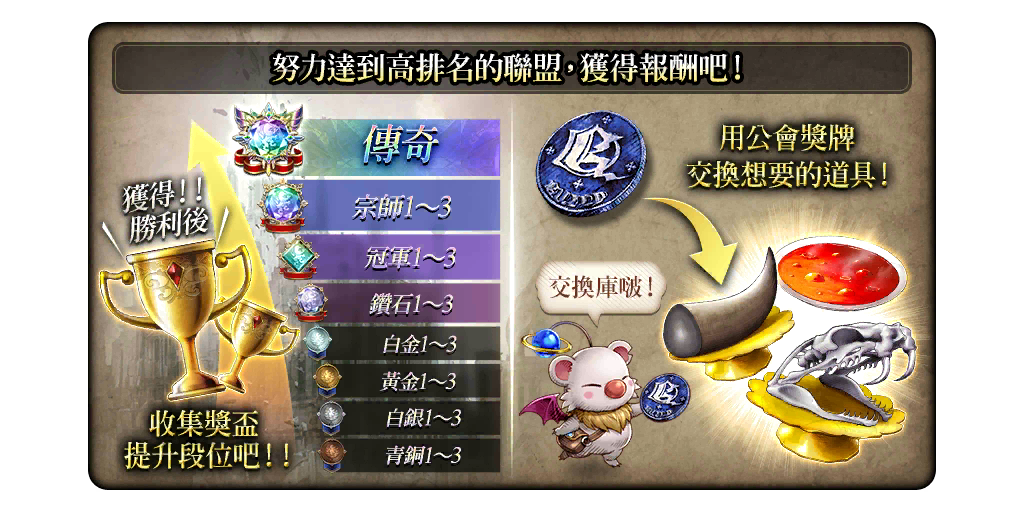 努力達到高排名的聯盟，獲得報酬吧！
獲得！！
勝利後
收集獎盃
提升段位吧！！
傳奇
宗師1～3
冠軍1～3
鑽石1～3
白金1～3
黃金1～3
白銀1～3
青銅1～3
用公會獎牌
交換想要的道具！
交換庫啵！